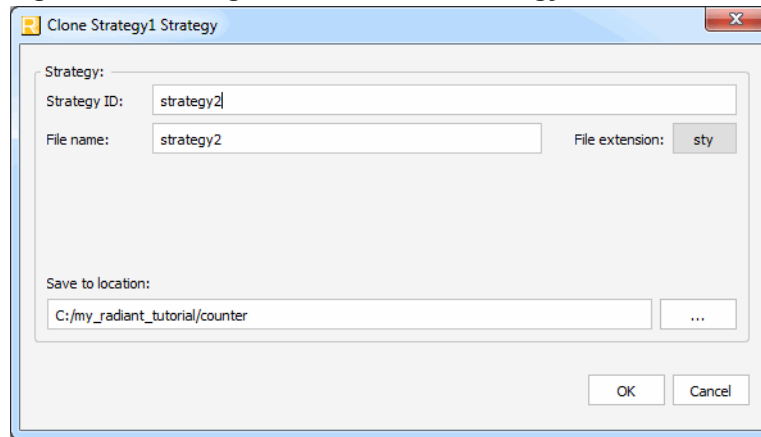 Clone Strategy1 Strategy
Strategy:
Strategy ID: strategy2
File name: strategy2 File extension: sty
Save to location:
C:/my_radiant_tutorial/counter ...
OK Cancel